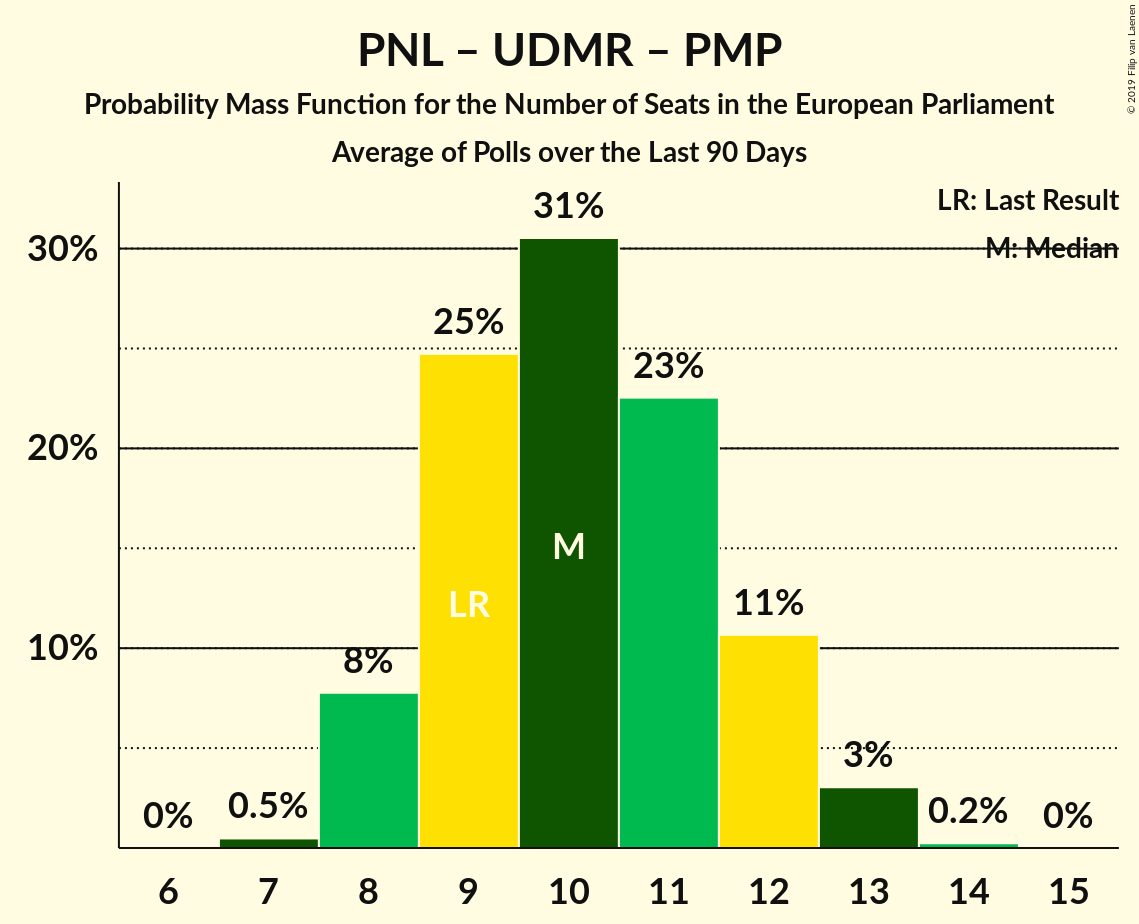 PNL – UDMR – PMP
Probability Mass Function for the Number of Seats in the European Parliament
Average of Polls over the Last 90 Days
© 2019 Filip van Laenen
LR: Last Result
M: Median
30%
20%
10%
0%
0.5%
8%
25%
31%
23%
11%
3%
0.2%
0%
LR
M
6 7 8 9 10 11 12 13 14 15